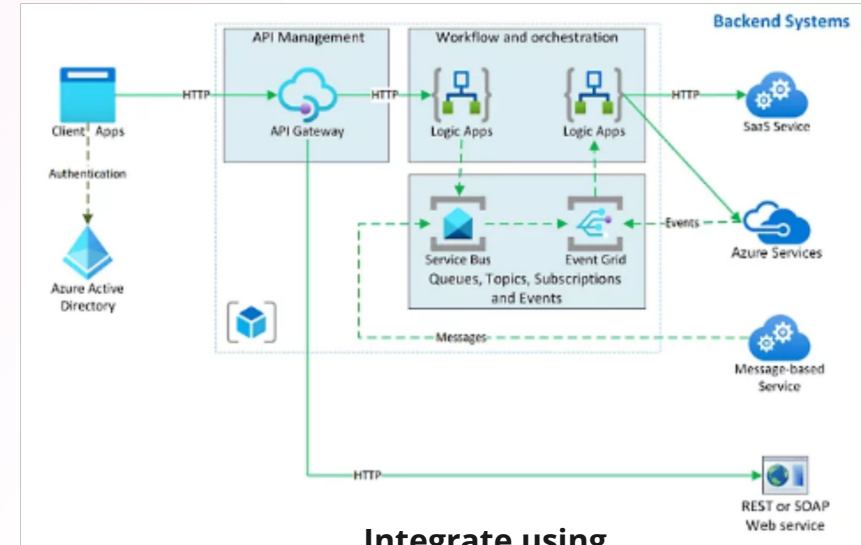 Backend Systems
API Management
Workflow and orchestration
HTTP
HTTP
HTTP
Client Apps
API Gateway
Logic Apps
Logic Apps
SaaS Sevice
Authentication
Events
Azure Services
Service Bus
Event Grid
Queues, Topics, Subscriptions
and Events
Azure Active
Directory
Messages
Message-based
Service
HTTP
REST or SOAP
Web service
Integrate using